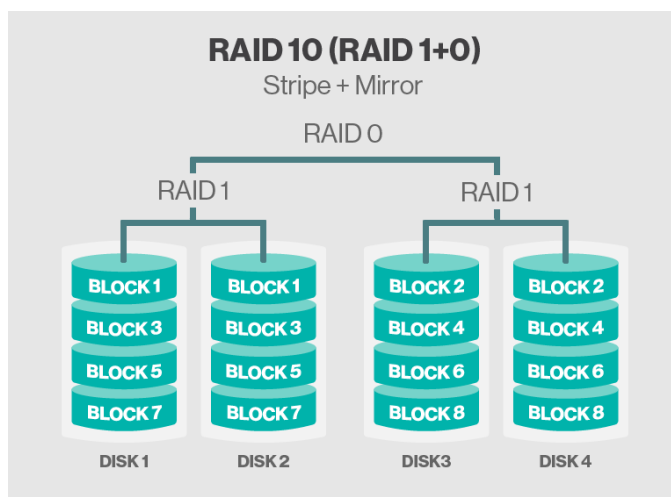 RAID 10 (RAID 1+0)
Stripe + Mirror
RAID 0
RAID 1
RAID 1
BLOCK 1
BLOCK 3
BLOCK 5
BLOCK 7
DISK 1
BLOCK 1
BLOCK 3
BLOCK 5
BLOCK 7
DISK 2
BLOCK 2
BLOCK 4
BLOCK 6
BLOCK 8
DISK3
BLOCK 2
BLOCK 4
BLOCK 6
BLOCK 8
DISK 4